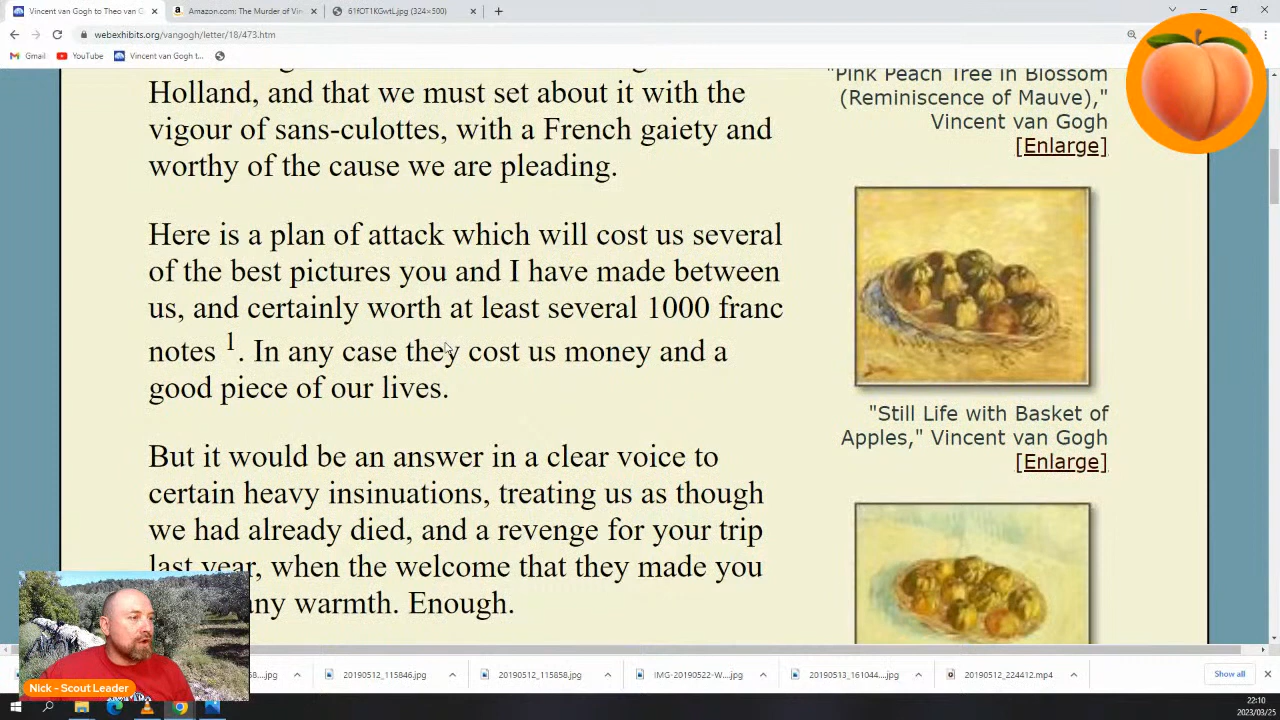 Vincent van Gogh to Theo van G
Amazon.com: The Murder of Vin
61fOT1KGwtL.jpg (324×500)
webexhibits.org/vangogh/letter/18/473.htm
Gmail
YouTube
Vincent van Gogh t...
Holland, and that we must set about it with the
vigour of sans-culottes, with a French gaiety and
worthy of the cause we are pleading.
Here is a plan of attack which will cost us several
of the best pictures you and I have made between
us, and certainly worth at least several 1000 franc
notes 1. In any case they cost us money and a
good piece of our lives.
But it would be an answer in a clear voice to
certain heavy insinuations, treating us as though
we had already died, and a revenge for your trip
last year, when the welcome that they made you
any warmth. Enough.
"Pink Peach Tree in Blossom
(Reminiscence of Mauve),"
Vincent van Gogh
[Enlarge]
"Still Life with Basket of
Apples," Vincent van Gogh
[Enlarge]
Nick - Scout Leader
8...jpg
20190512_115846.jpg
IMG-20190522-W....jpg
20190513_161044....jpg
20190512_224412.mp4
Show all
22:10
2023/03/25